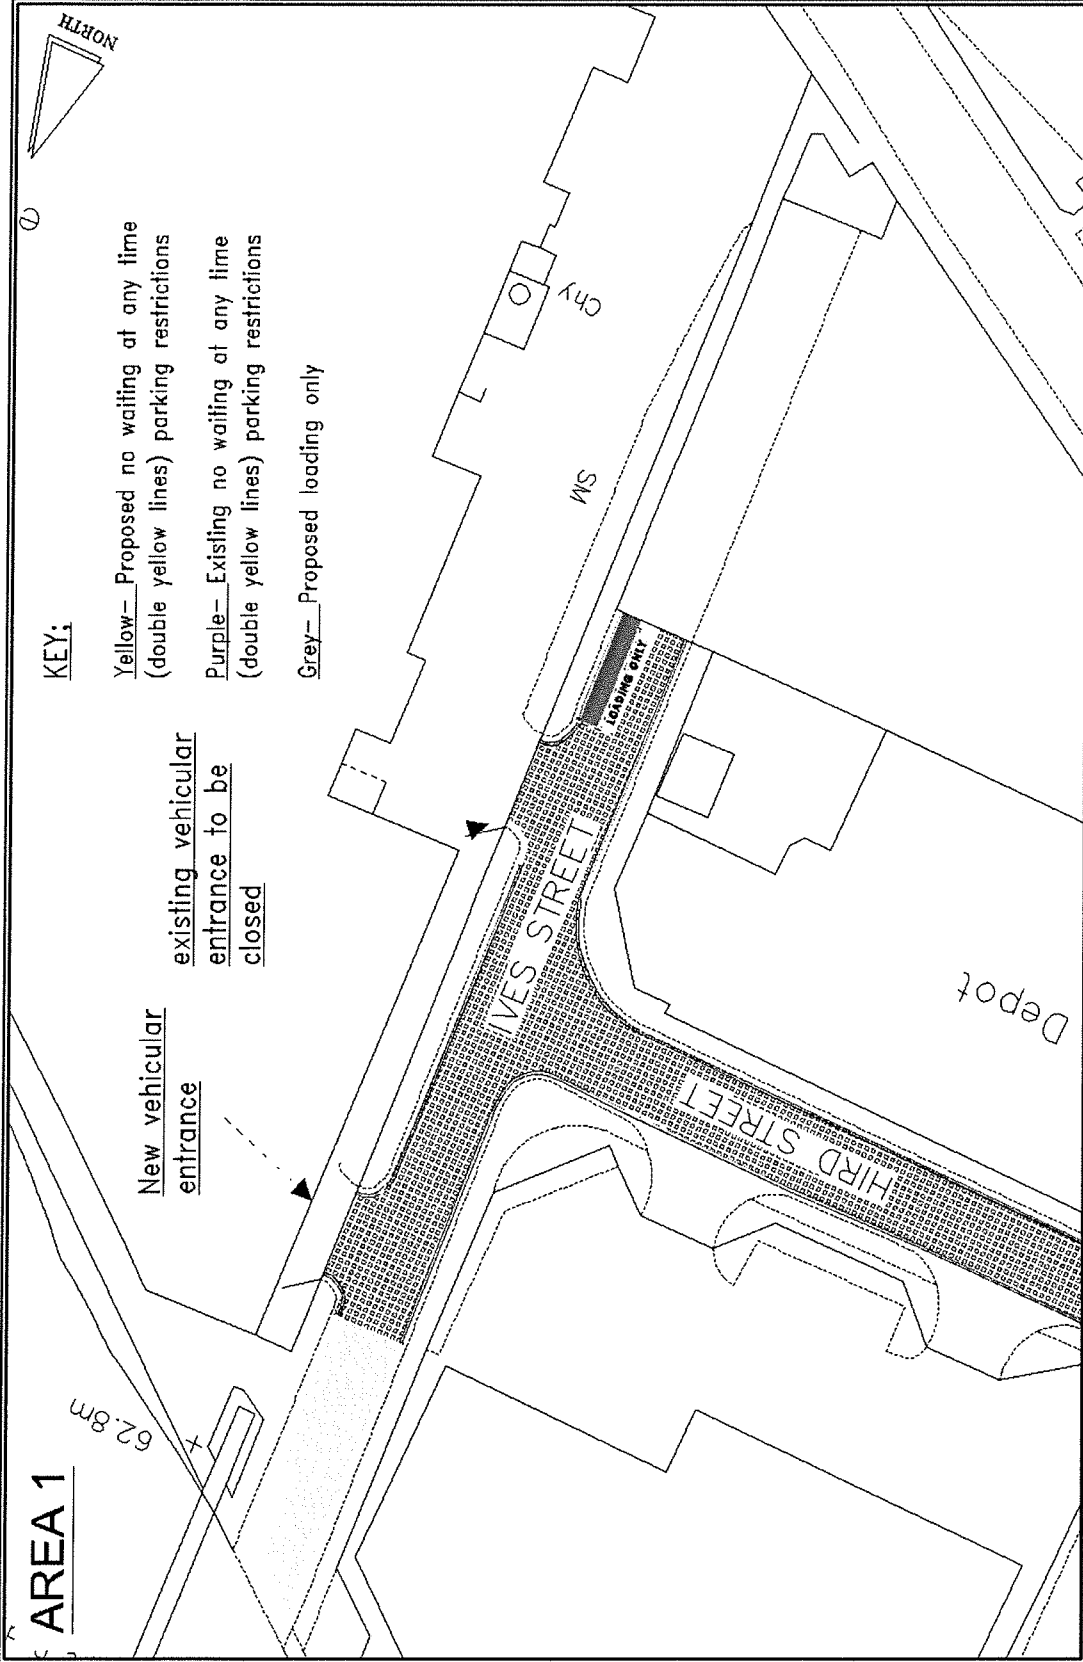 AREA 1
New vehicular
entrance
existing vehicular
entrance to be
closed
KEY:
Yellow- Proposed no waiting at any time
(double yellow lines) parking restrictions
Purple- Existing no waiting at any time
(double yellow lines) parking restrictions
Grey- Proposed loading only
NORTH
62.8m
IVES STREET
HIRD STREET
LOADING ONLY
SM
Chy
Depot